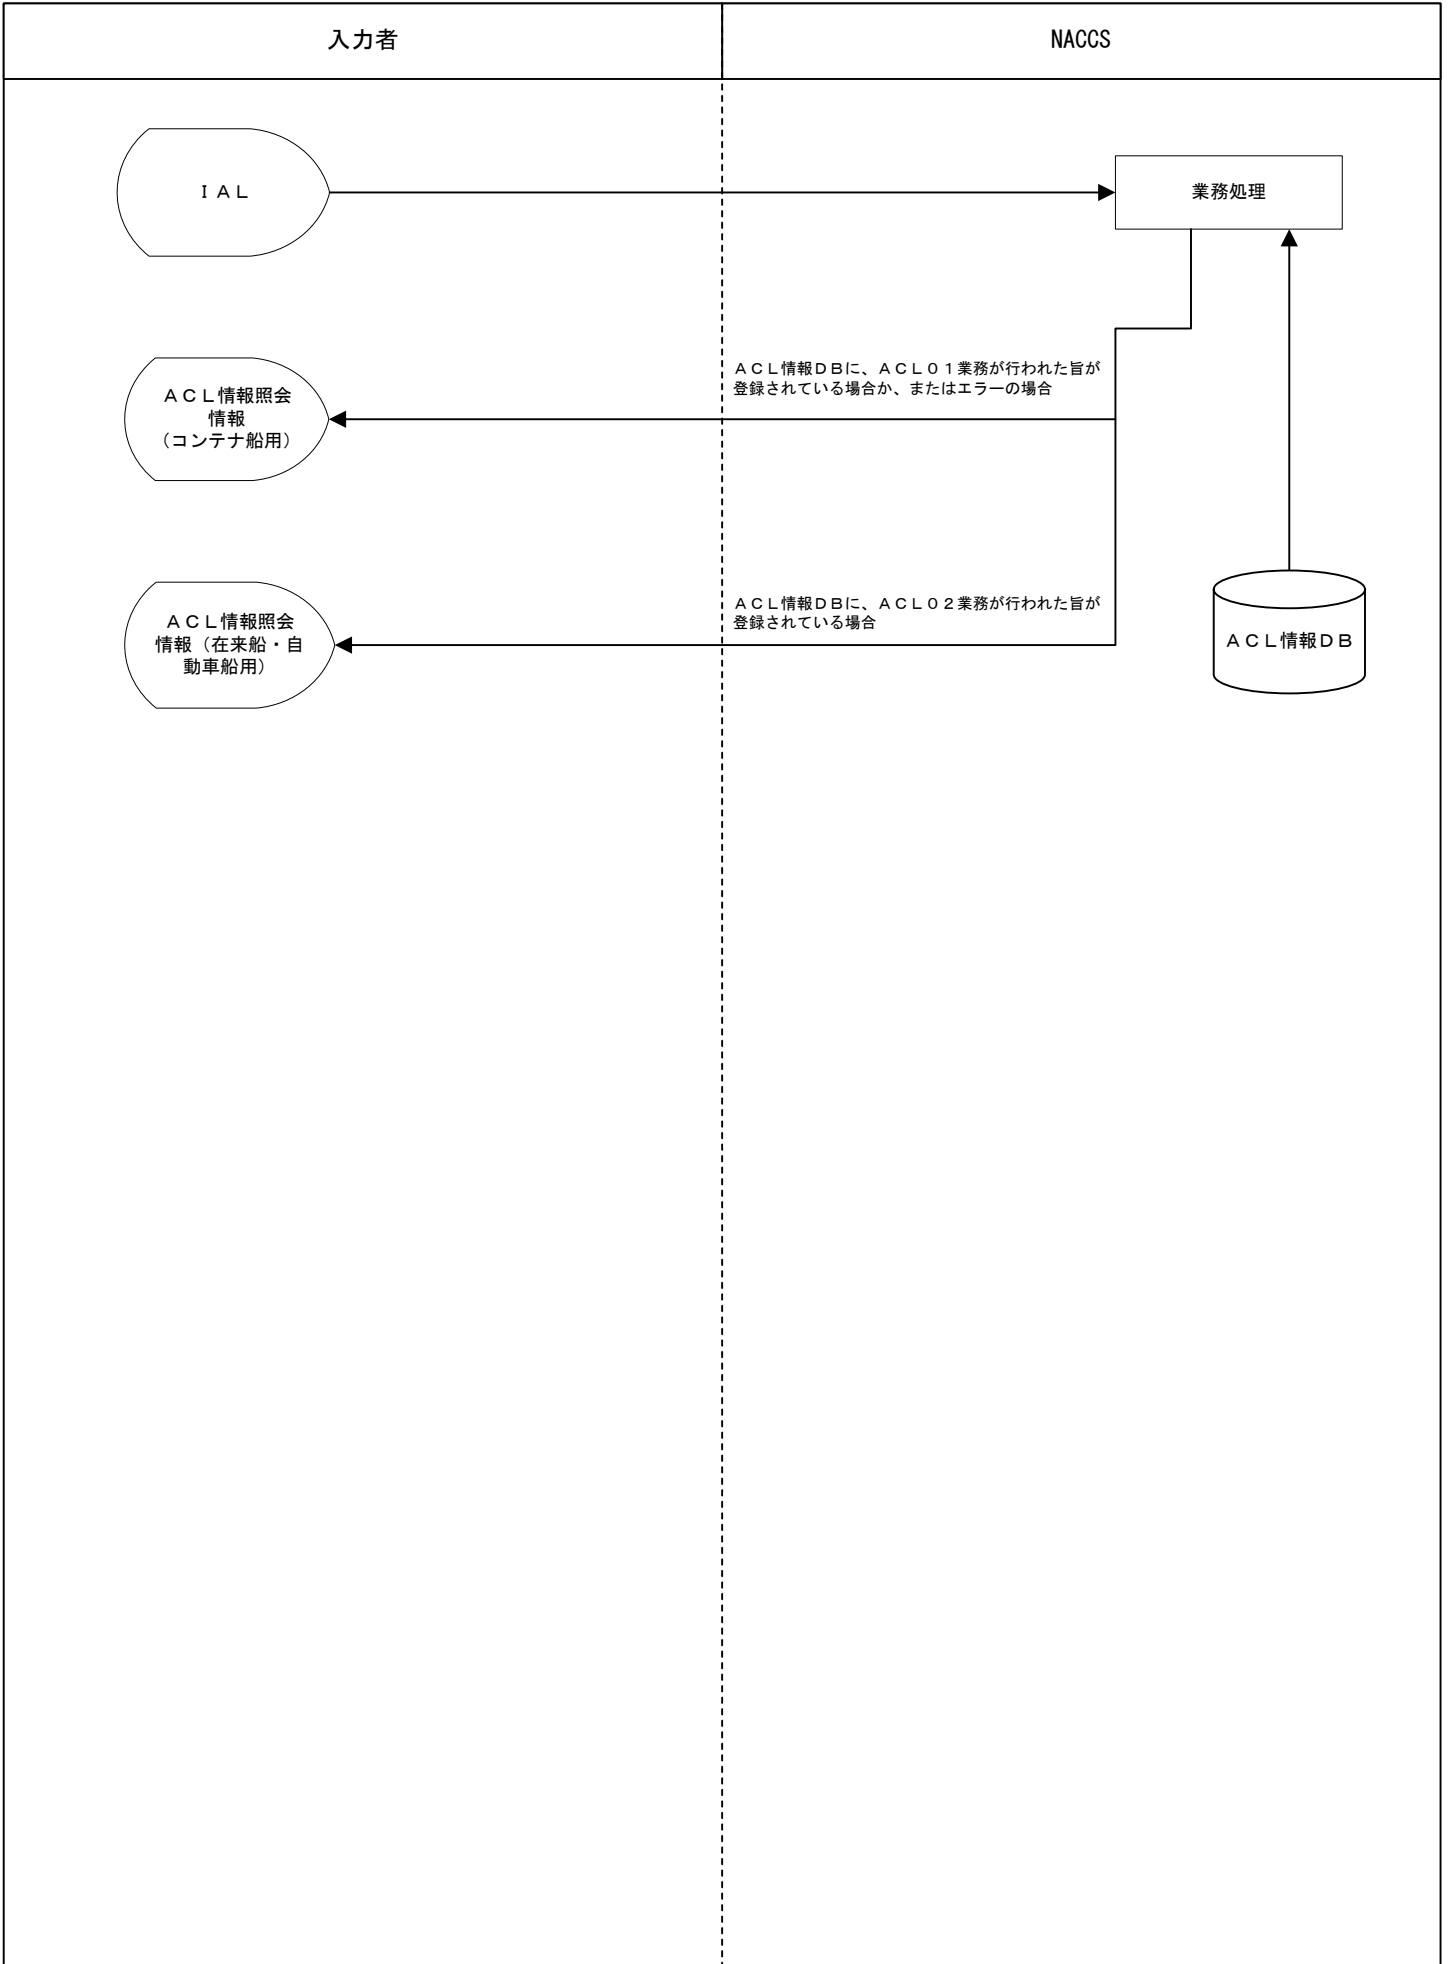 入力者
NACCS
ＩＡＬ
業務処理
ＡＣＬ情報照会
情報
（コンテナ船用）
ＡＣＬ情報ＤＢに、ＡＣＬ０１業務が行われた旨が
登録されている場合か、またはエラーの場合
ＡＣＬ情報照会
情報（在来船・自
動車船用）
ＡＣＬ情報ＤＢに、ＡＣＬ０２業務が行われた旨が
登録されている場合
ＡＣＬ情報ＤＢ